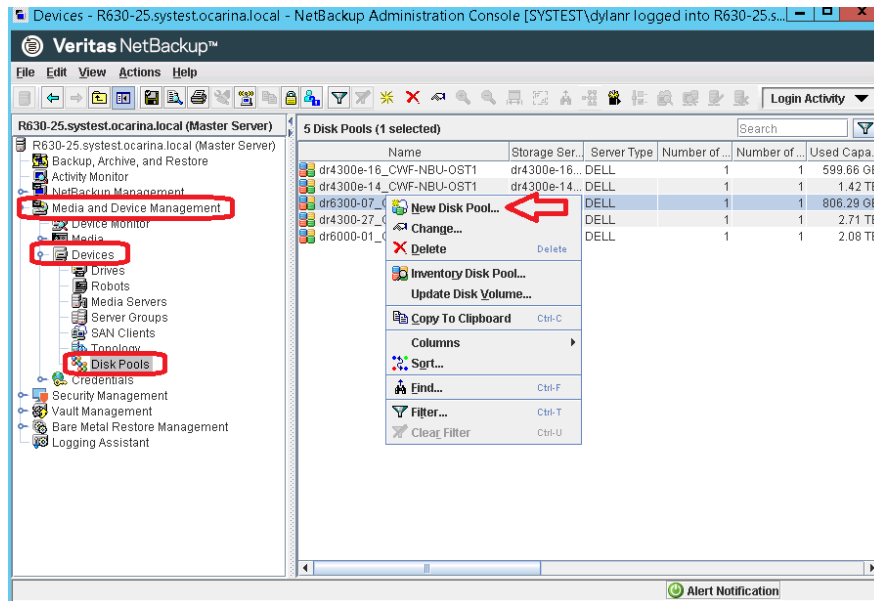 Devices - R630-25.systest.ocarina.local - NetBackup Administration Console [SYSTEST\dylanr logged into R630-25.s...
Veritas NetBackup™
File Edit View Actions Help
Login Activity
R630-25.systest.ocarina.local (Master Server)
R630-25.systest.ocarina.local (Master Server)
Backup, Archive, and Restore
Activity Monitor
NetBackup Management
Media and Device Management
Device Monitor
Media
Devices
Drives
Robots
Media Servers
Server Groups
SAN Clients
Topology
Disk Pools
Credentials
Security Management
Vault Management
Bare Metal Restore Management
Logging Assistant
5 Disk Pools (1 selected)
Search
Name Storage Ser... Server Type Number of ... Number of ... Used Capa.
dr4300e-16_CWF-NBU-OST1 dr4300e-16... DELL 1 1 599.66 GB
dr4300e-14_CWF-NBU-OST1 dr4300e-14... DELL 1 1 1.42 TB
dr6300-07_ DELL 1 1 806.29 GB
dr4300-27_ DELL 1 1 2.71 TB
dr6000-01_ DELL 1 1 2.08 TB
New Disk Pool...
Change...
Delete Delete
Inventory Disk Pool...
Update Disk Volume...
Copy To Clipboard Ctrl-C
Columns
Sort...
Find... Ctrl-F
Filter... Ctrl-T
Clear Filter Ctrl-U
Alert Notification